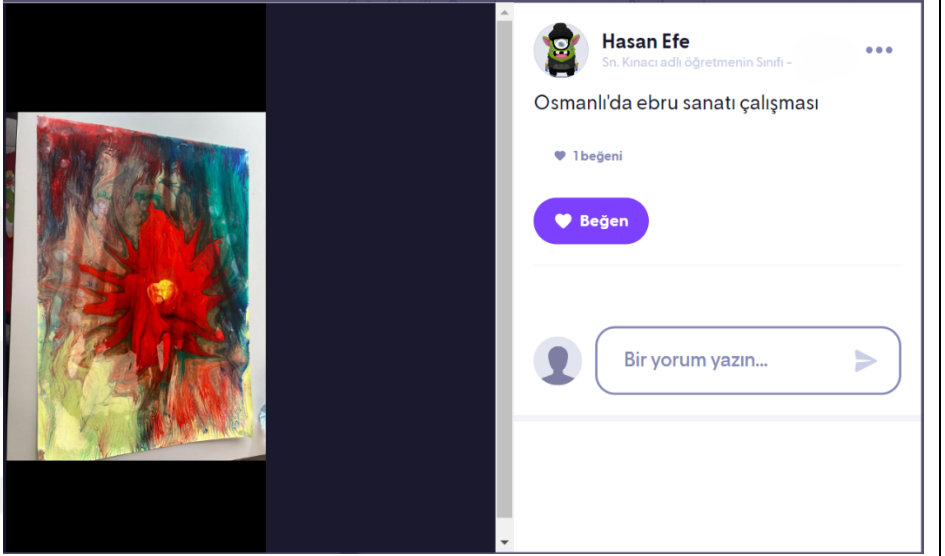 Hasan Efe
Sn. Kınacı adlı öğretmenin Sınıfı -
Osmanlı'da ebru sanatı çalışması
1 beğeni
Beğen
Bir yorum yazın...